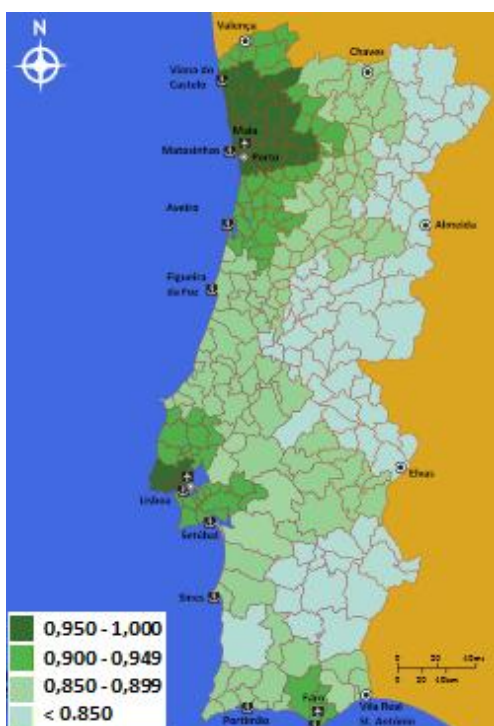 N
Valença
Chaves
Viana do
Castelo
Maia
Matosinhos
Porto
Aveiro
Almeida
Figueira
da Foz
Elvas
Lisboa
Setúbal
Sines
0,950 - 1,000
0,900 - 0,949
0,850 - 0,899
< 0.850
Faro
Portimão
Vila Real
St. António